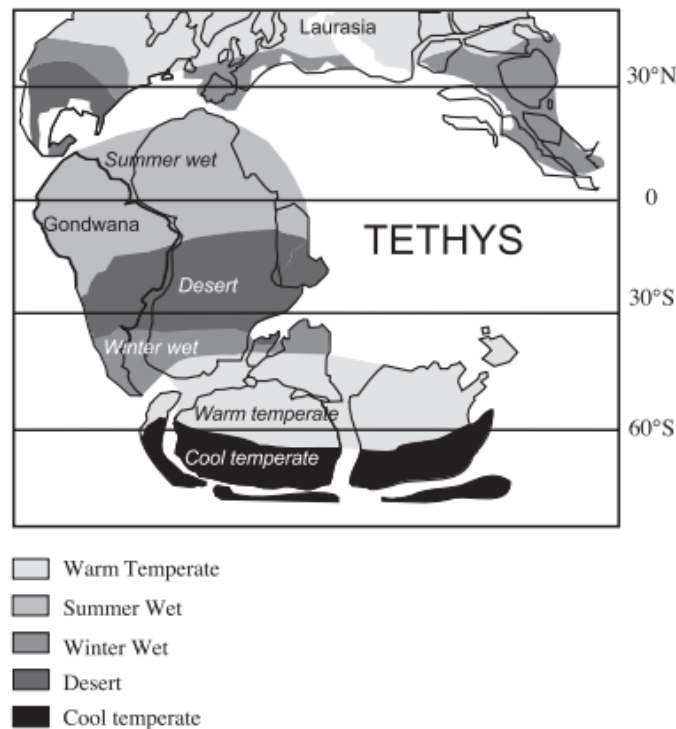 Laurasia
30°N
Summer wet
0
Gondwana
TETHYS
Desert
30°S
Winter wet
Warm temperate
60°S
Cool temperate
Warm Temperate
Summer Wet
Winter Wet
Desert
Cool temperate